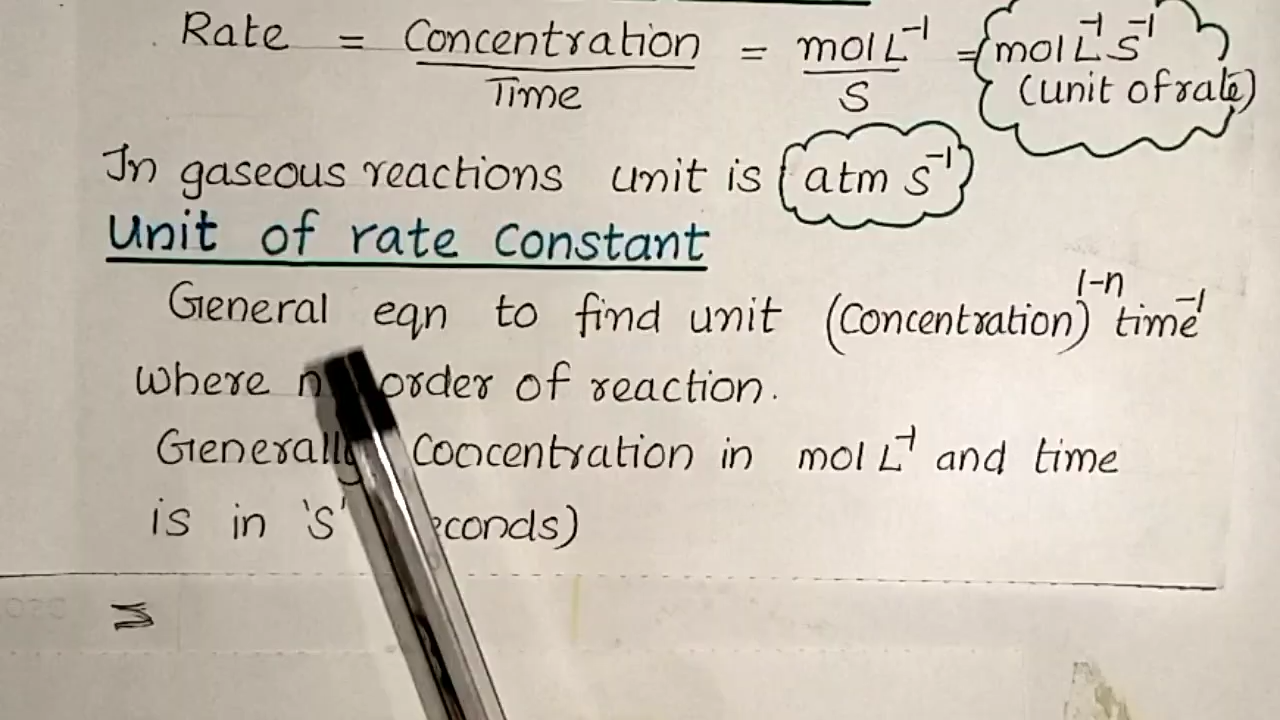 Rate = Concentration / Time = mol L⁻¹ / S = mol L⁻¹ S⁻¹
(unit of rate)
In gaseous reactions unit is (atm S⁻¹)
Unit of rate constant
General eqn to find unit (Concentration)¹⁻ⁿ time⁻¹
where n order of reaction.
Generally Concentration in mol L⁻¹ and time
is in 'S' econds)